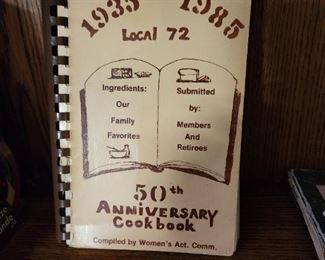 1935 1985
Local 72
Ingredients:
Our
Family
Favorites
Submitted
by:
Members
And
Retirees
50th
ANNIVERSARY
Cookbook
Compiled by Women's Act. Comm.